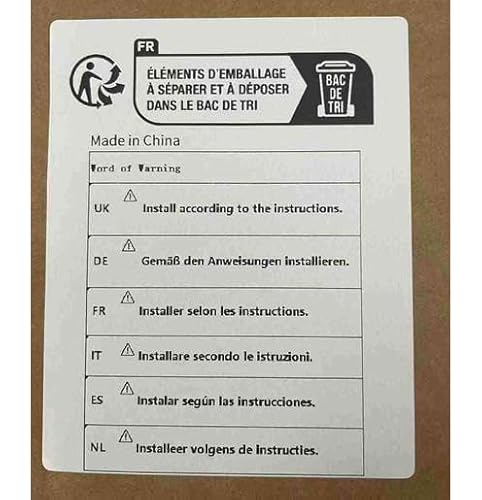 FR
ÉLÉMENTS D'EMBALLAGE
À SÉPARER ET À DÉPOSER
DANS LE BAC DE TRI
BAC
DE
TRI
Made in China
Word of Warning
UK Install according to the instructions.
DE Gemäß den Anweisungen installieren.
FR Installer selon les instructions.
IT Installare secondo le istruzioni.
ES Instalar según las instrucciones.
NL Installeer volgens de instructies.